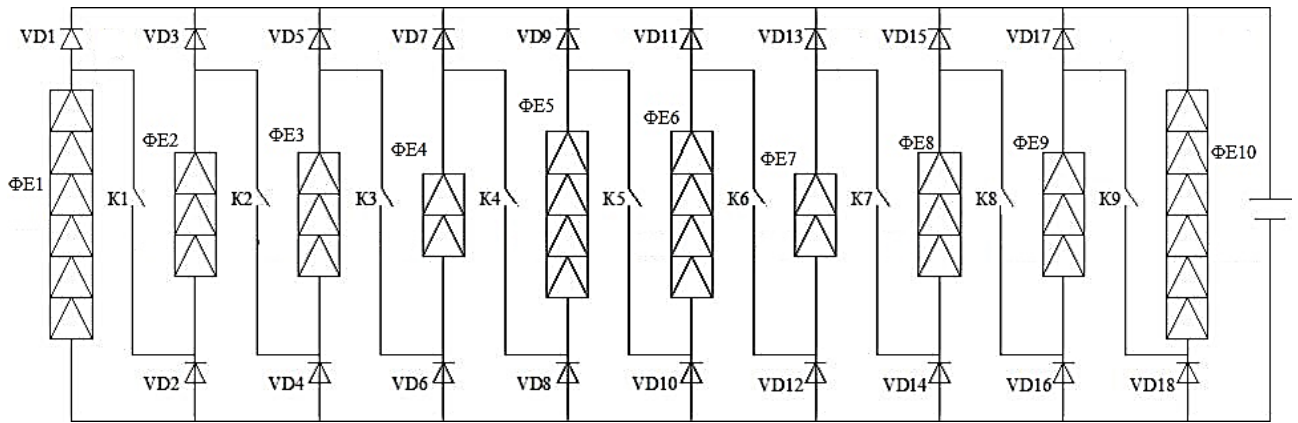 VD1 VD3 VD5 VD7 VD9 VD11 VD13 VD15 VD17
ФЕ1 K1 ФЕ2 K2 ФЕ3 K3 ФЕ4 K4 ФЕ5 K5 ФЕ6 K6 ФЕ7 K7 ФЕ8 K8 ФЕ9 K9 ФЕ10
VD2 VD4 VD6 VD8 VD10 VD12 VD14 VD16 VD18